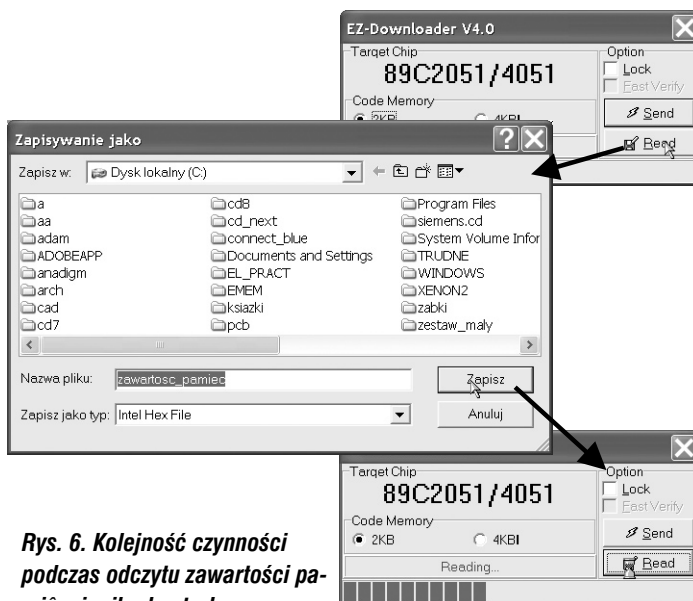 EZ-Downloader V4.0
Target Chip
89C2051/4051
Option
Lock
Fast Verify
Code Memory
2KB 4KB
Send
Read
Zapisywanie jako
Zapisz w: Dysk lokalny (C:)
a
aa
adam
ADOBEAPP
anadigm
arch
cad
cd7
cd8
cd_next
connect_blue
Documents and Settings
EL_PRACT
EMEM
ksiazki
pcb
Program Files
siemens.cd
System Volume Infor
TRUDNE
WINDOWS
XENON2
zabki
zestaw_maly
Nazwa pliku: zawartosc_pamiec
Zapisz
Zapisz jako typ: Intel Hex File
Anuluj
Target Chip
89C2051/4051
Option
Lock
Fast Verify
Code Memory
2KB 4KB
Send
Reading...
Read
Rys. 6. Kolejność czynności
podczas odczytu zawartości pa-